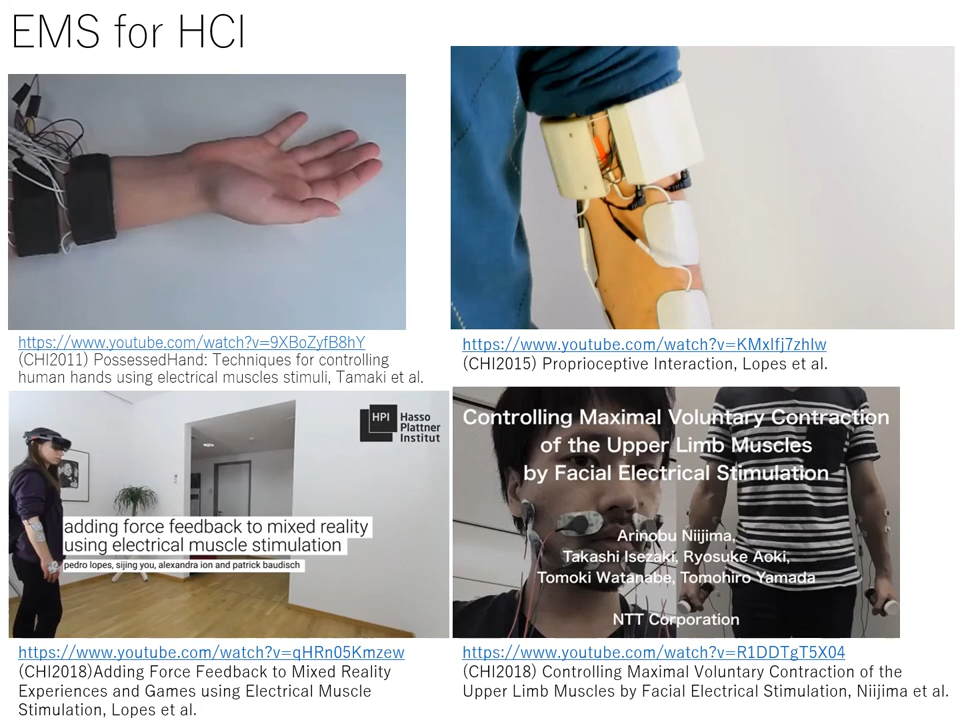 EMS for HCI
https://www.youtube.com/watch?v=9XBoZyfB8hY
(CHI2011) PossessedHand: Techniques for controlling
human hands using electrical muscles stimuli, Tamaki et al.
https://www.youtube.com/watch?v=KMxIfj7zhIw
(CHI2015) Proprioceptive Interaction, Lopes et al.
HPI
Hasso
Plattner
Institut
adding force feedback to mixed reality
using electrical muscle stimulation
pedro lopes, sijing you, alexandra ion and patrick baudisch
https://www.youtube.com/watch?v=qHRn05Kmzew
(CHI2018)Adding Force Feedback to Mixed Reality
Experiences and Games using Electrical Muscle
Stimulation, Lopes et al.
Controlling Maximal Voluntary Contraction
of the Upper Limb Muscles
by Facial Electrical Stimulation
Arinobu Niijima,
Takashi Isezaki, Ryosuke Aoki,
Tomoki Watanabe, Tomohiro Yamada
NTT Corporation
https://www.youtube.com/watch?v=R1DDTgT5X04
(CHI2018) Controlling Maximal Voluntary Contraction of the
Upper Limb Muscles by Facial Electrical Stimulation, Niijima et al.